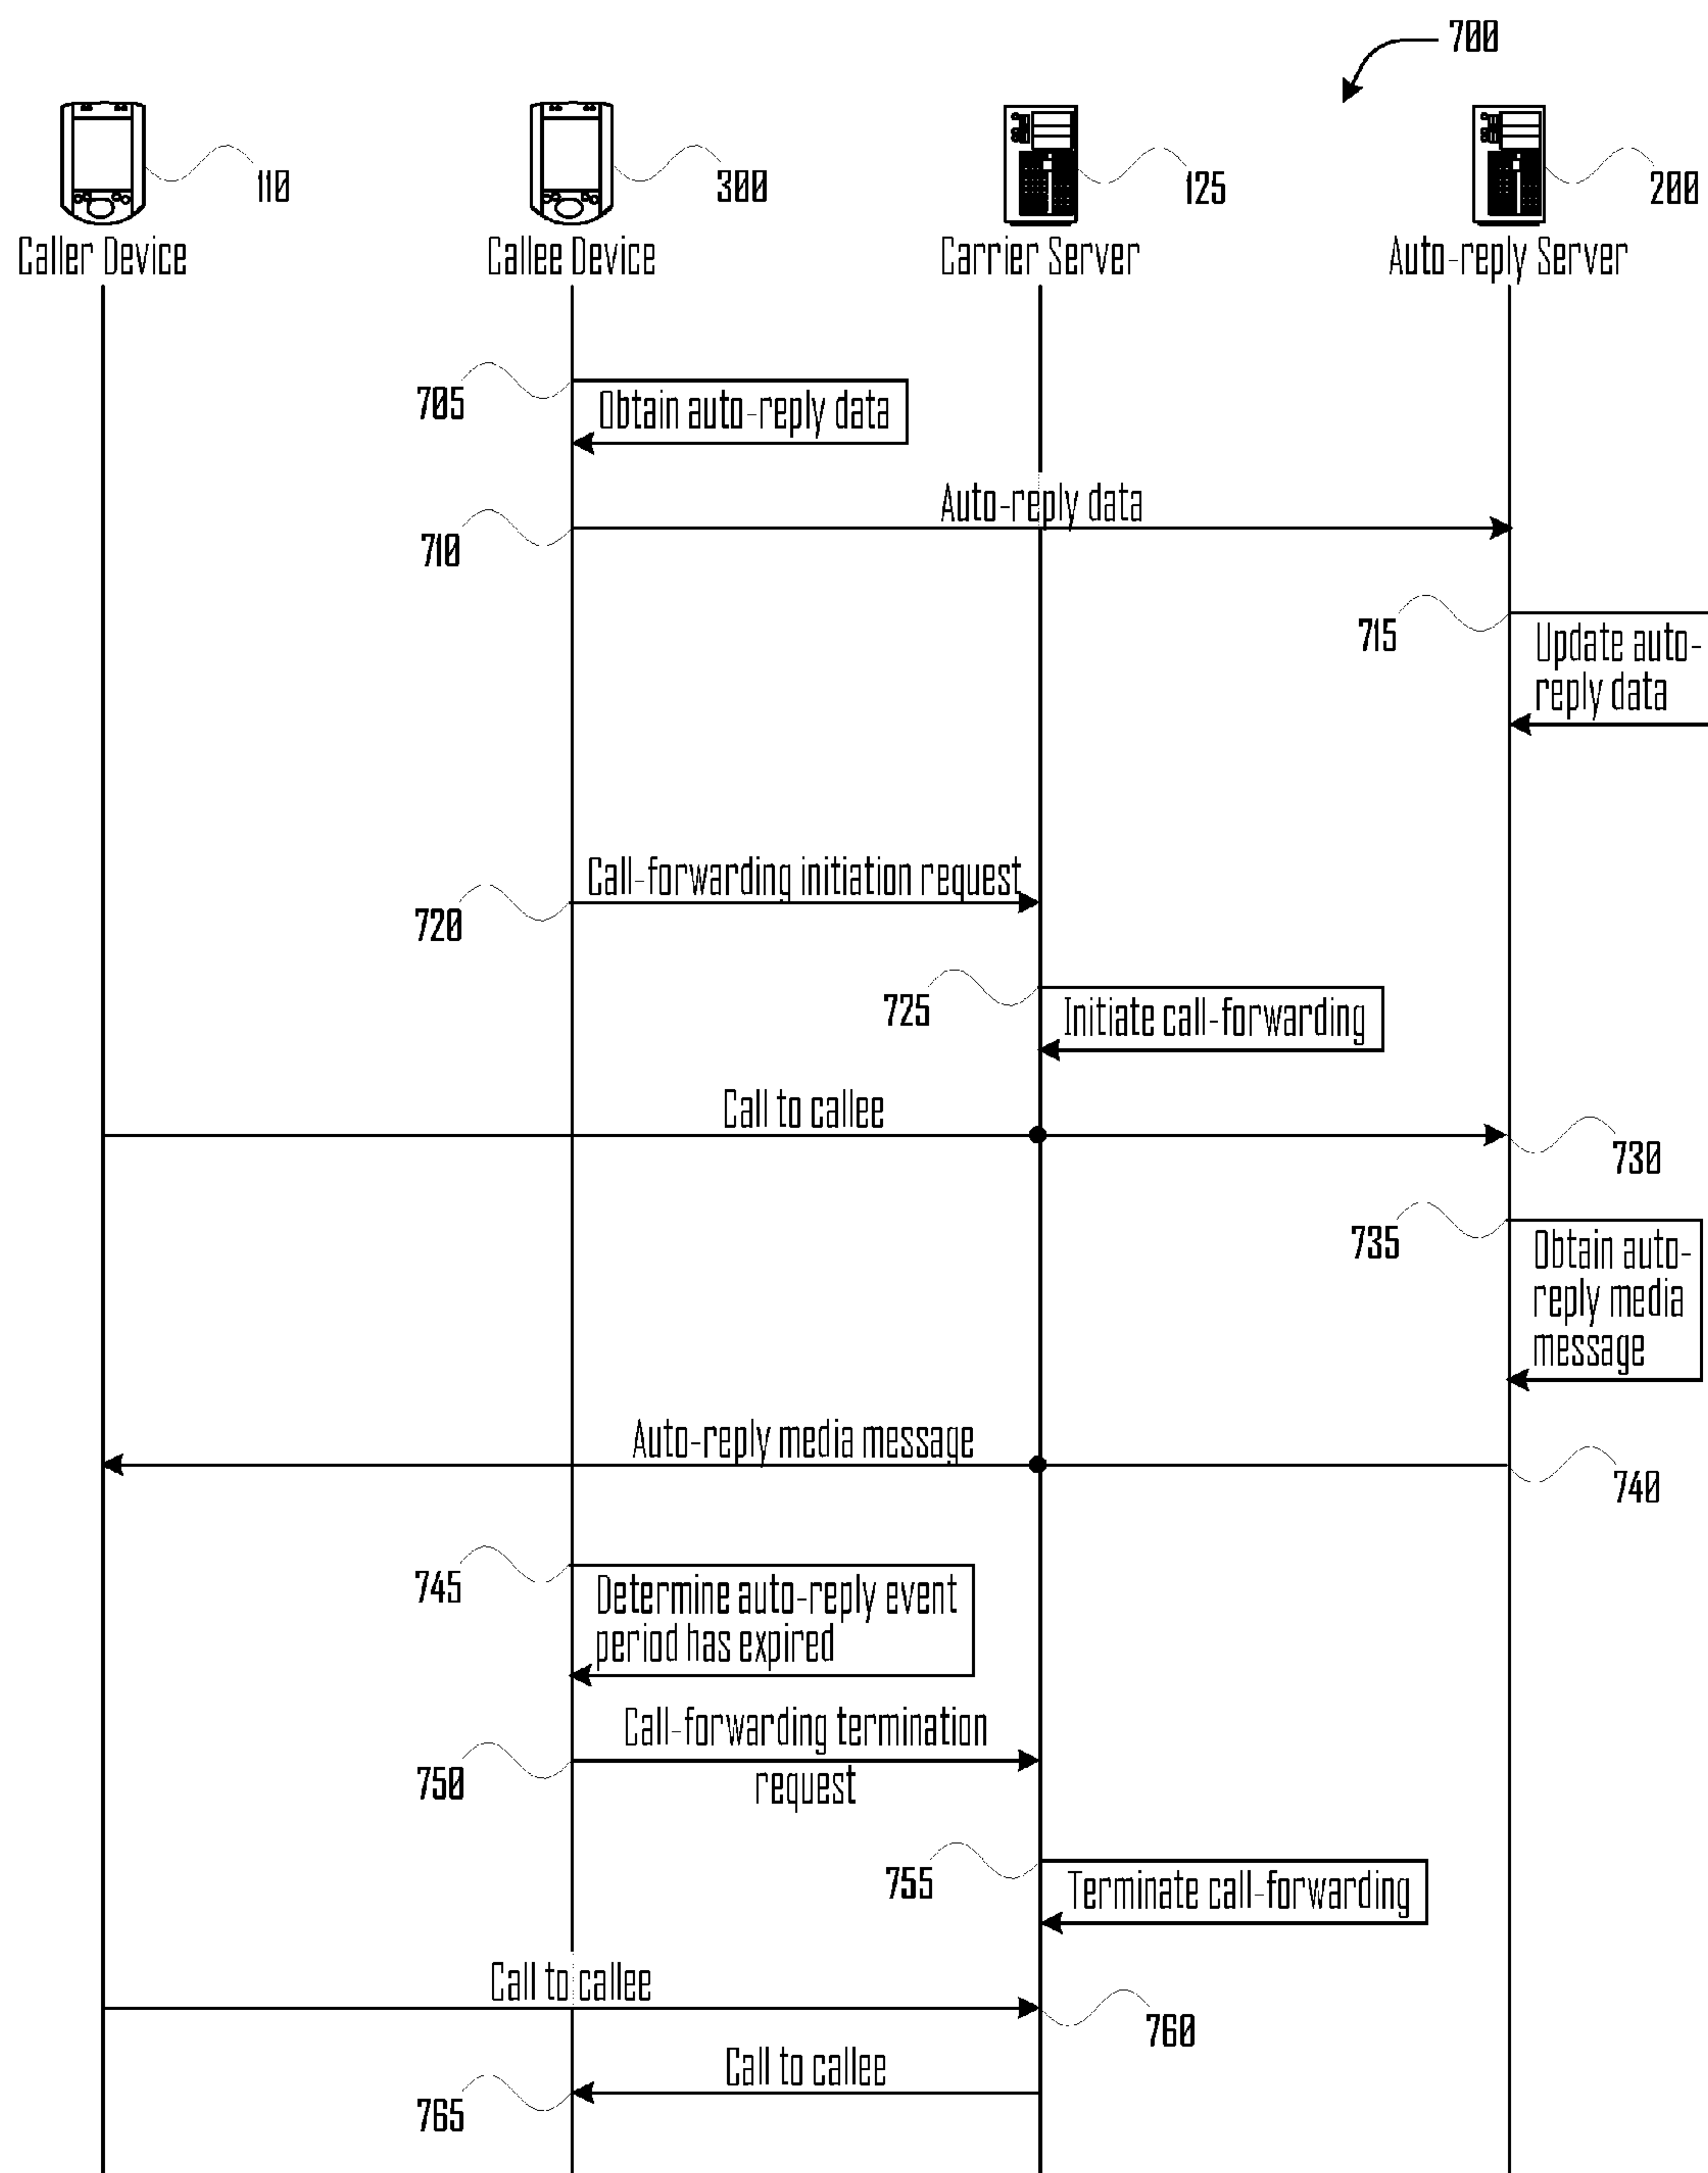 700
110
300
125
200
Caller Device
Callee Device
Carrier Server
Auto-reply Server
705
Obtain auto-reply data
Auto-reply data
710
715
Update auto-
reply data
Call-forwarding initiation request
720
725
Initiate call-forwarding
Call to callee
730
735
Obtain auto-
reply media
message
Auto-reply media message
740
745
Determine auto-reply event
period has expired
Call-forwarding termination
750
request
755
Terminate call-forwarding
Call to callee
760
Call to callee
765